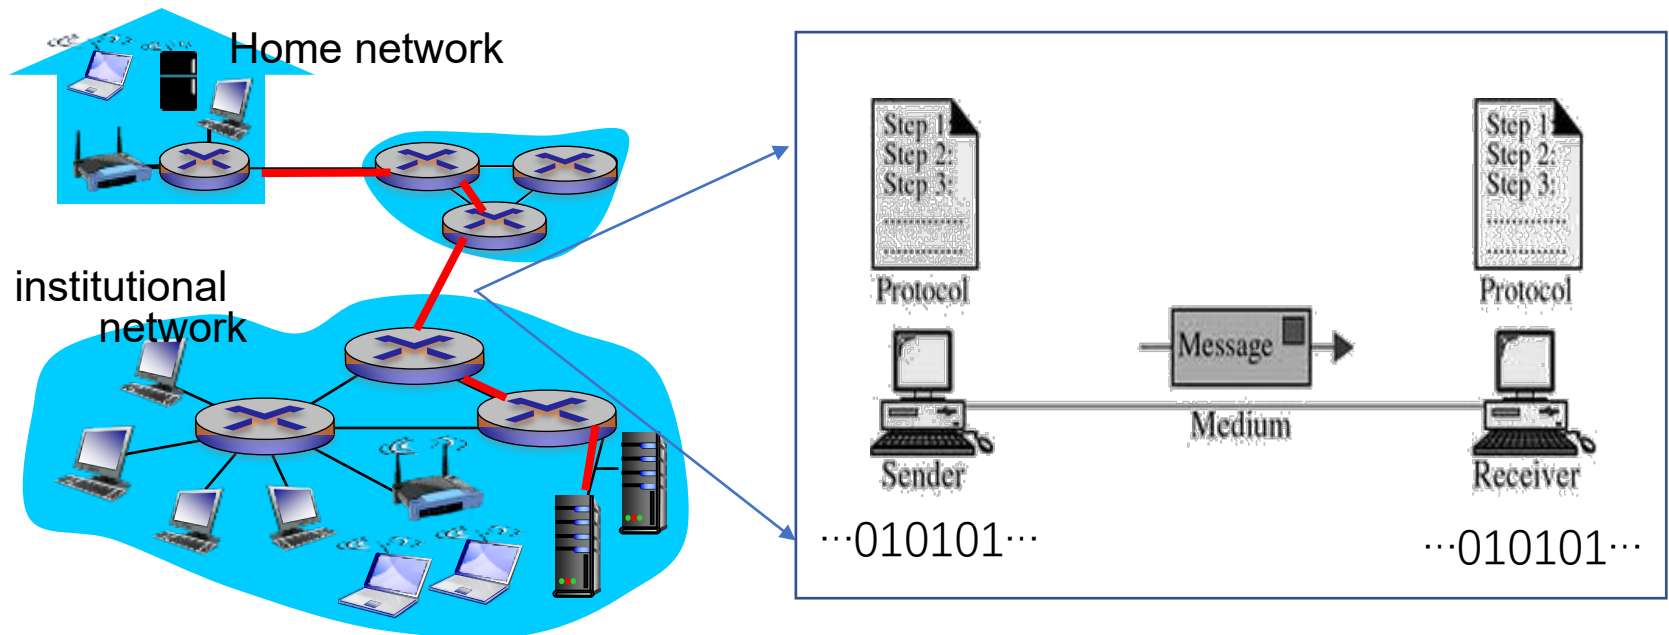 Home network
institutional
network
Step 1:
Step 2:
Step 3:
Protocol
Step 1:
Step 2:
Step 3:
Protocol
Message
Medium
Sender
Receiver
···010101···
···010101···